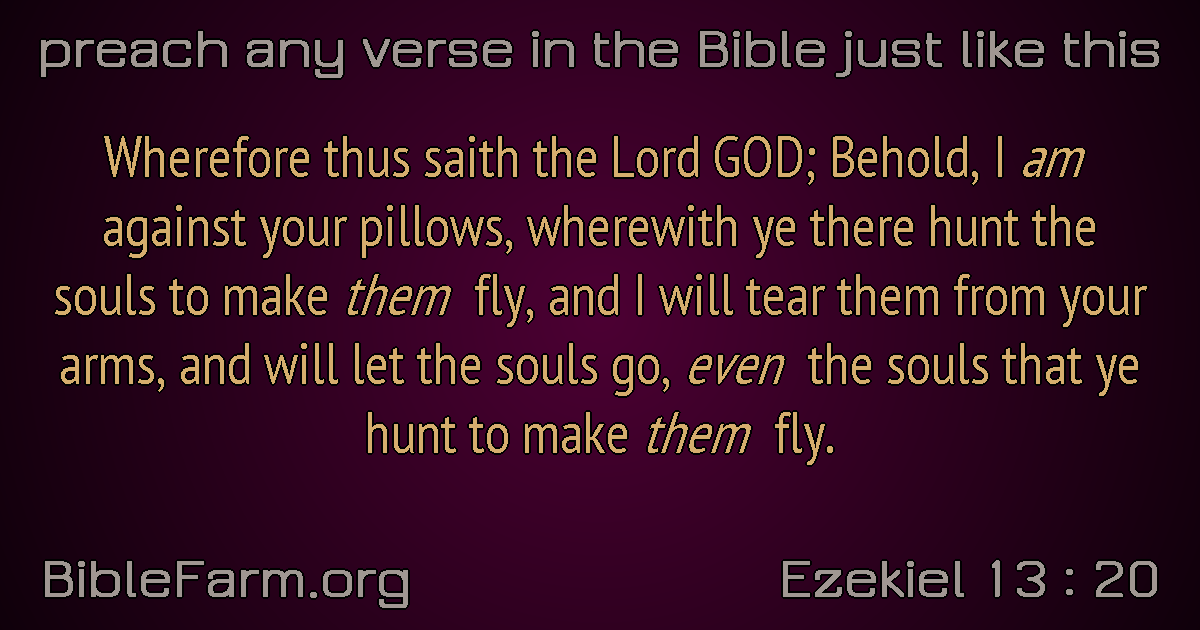 preach any verse in the Bible just like this
Wherefore thus saith the Lord GOD; Behold, I am
against your pillows, wherewith ye there hunt the
souls to make them fly, and I will tear them from your
arms, and will let the souls go, even the souls that ye
hunt to make them fly.
BibleFarm.org
Ezekiel 13 : 20